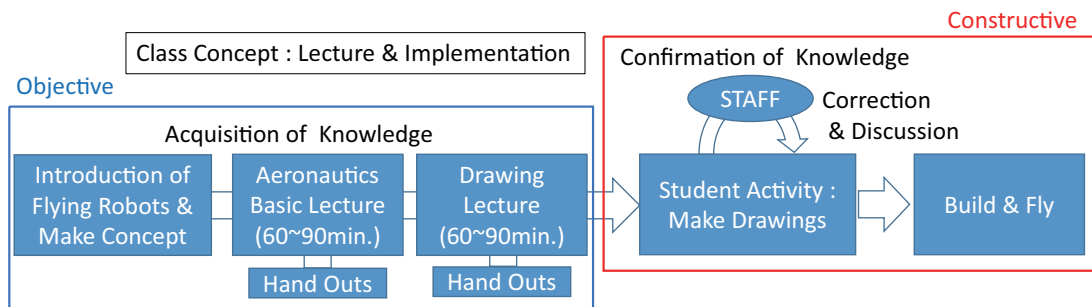 Constructive
Class Concept : Lecture & Implementation
Confirmation of Knowledge
Objective
STAFF
Correction
& Discussion
Acquisition of Knowledge
Introduction of
Flying Robots &
Make Concept
Aeronautics
Basic Lecture
(60~90min.)
Drawing
Lecture
(60~90min.)
Student Activity :
Make Drawings
Build & Fly
Hand Outs
Hand Outs